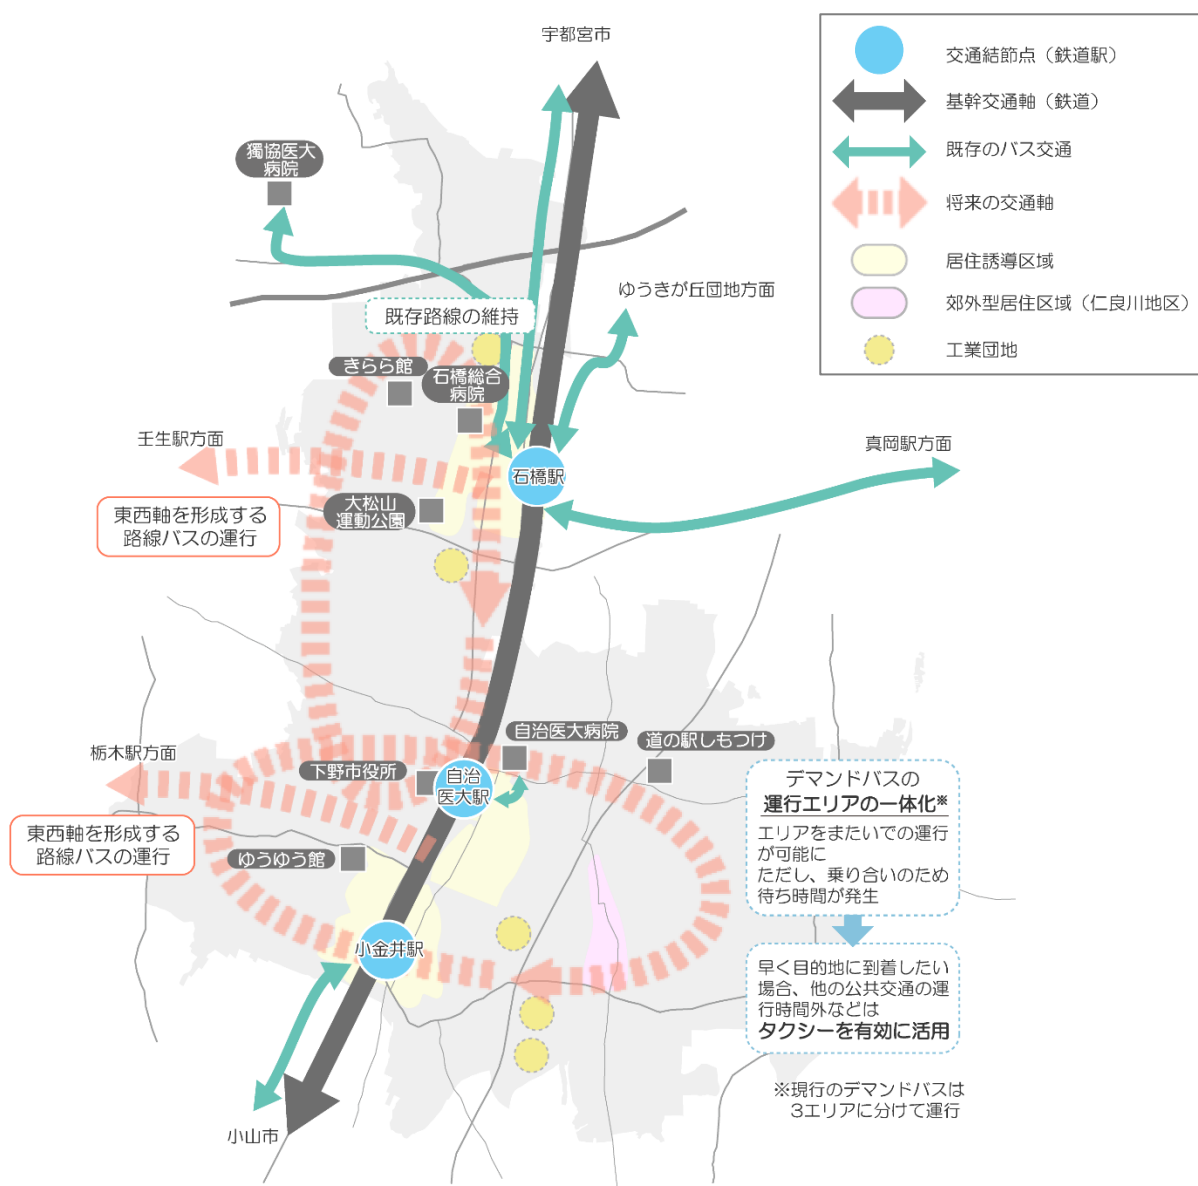 宇都宮市
交通結節点（鉄道駅）
基幹交通軸（鉄道）
既存のバス交通
将来の交通軸
居住誘導区域
郊外型居住区域（仁良川地区）
工業団地
獨協医大
病院
ゆうきが丘団地方面
既存路線の維持
きらら館
石橋総合
病院
壬生駅方面
真岡駅方面
石橋駅
東西軸を形成する
路線バスの運行
大松山
運動公園
自治医大病院
道の駅しもつけ
栃木駅方面
下野市役所
自治
医大駅
東西軸を形成する
路線バスの運行
ゆうゆう館
小金井駅
小山市
デマンドバスの
運行エリアの一体化※
エリアをまたいでの運行
が可能に
ただし、乗り合いのため
待ち時間が発生
早く目的地に到着したい
場合、他の公共交通の運
行時間外などは
タクシーを有効に活用
※現行のデマンドバスは
3エリアに分けて運行